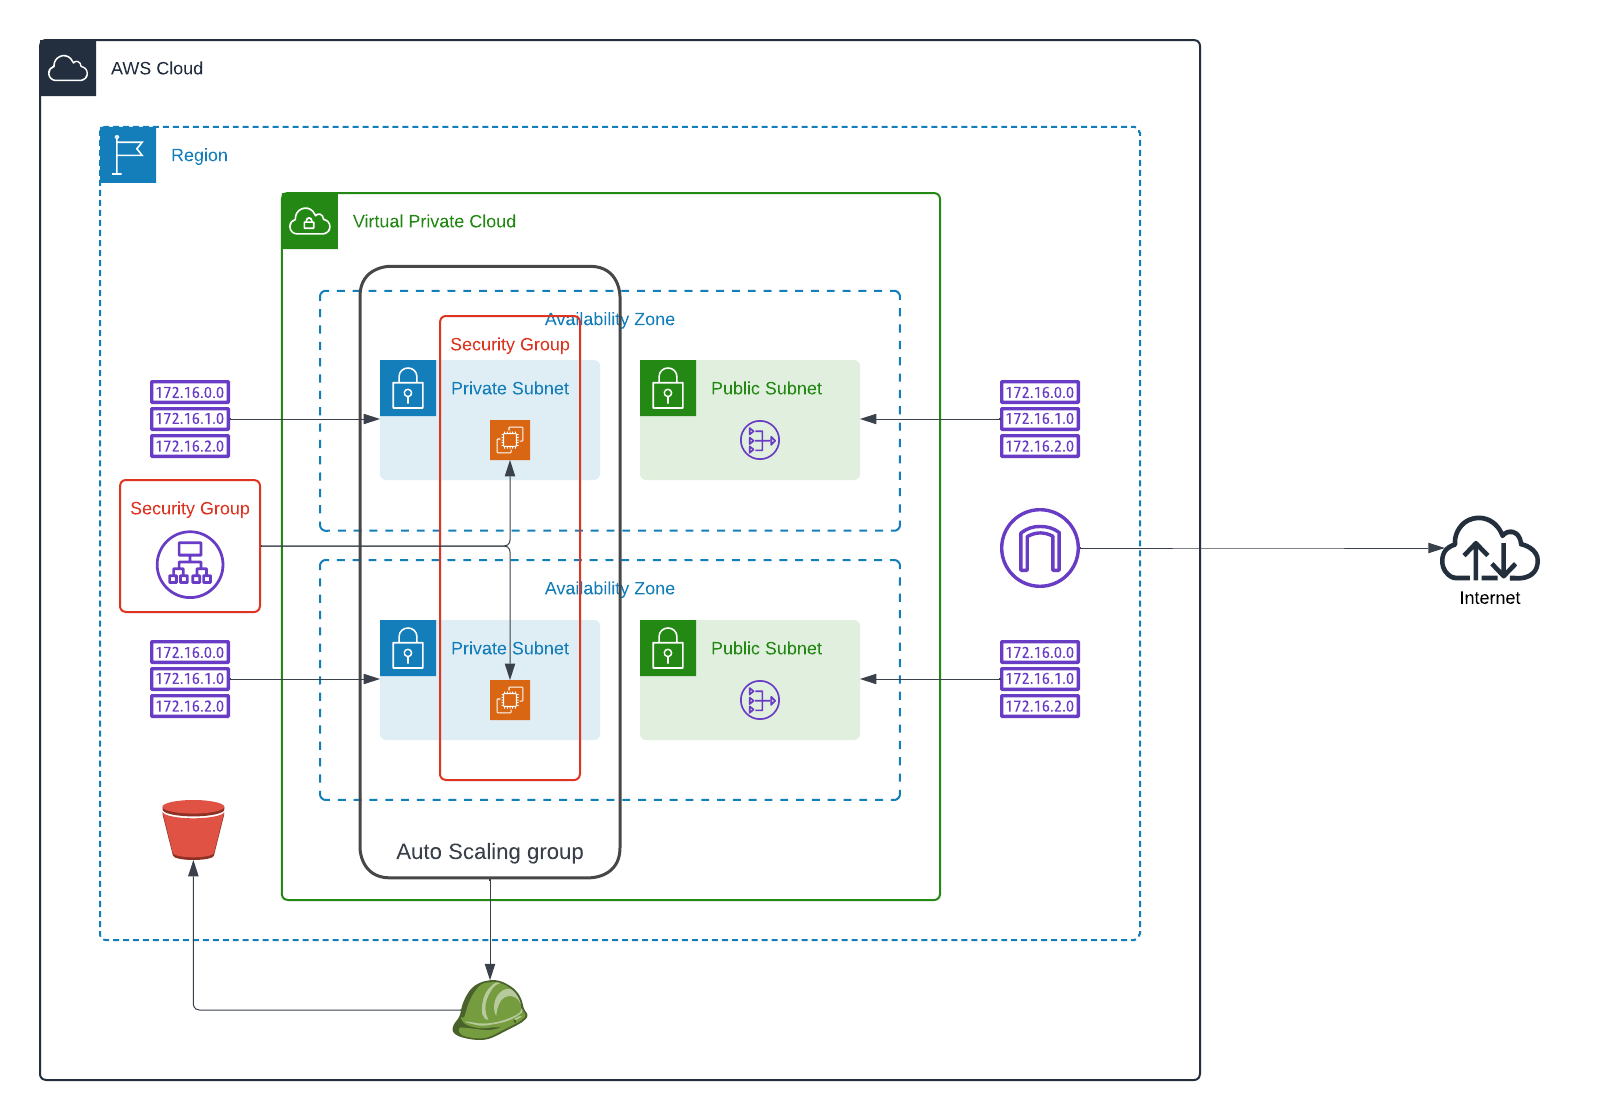 AWS Cloud
Region
Virtual Private Cloud
Availability Zone
Security Group
Private Subnet
Public Subnet
172.16.0.0
172.16.1.0
172.16.2.0
172.16.0.0
172.16.1.0
172.16.2.0
Security Group
Internet
Availability Zone
Private Subnet
Public Subnet
172.16.0.0
172.16.1.0
172.16.2.0
172.16.0.0
172.16.1.0
172.16.2.0
Auto Scaling group